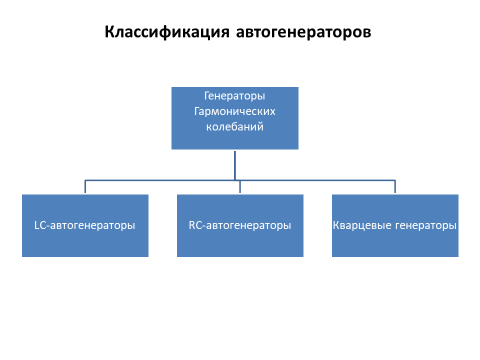 Классификация автогенераторов
Генераторы
Гармонических
колебаний
LC-автогенераторы
RC-автогенераторы
Кварцевые генераторы